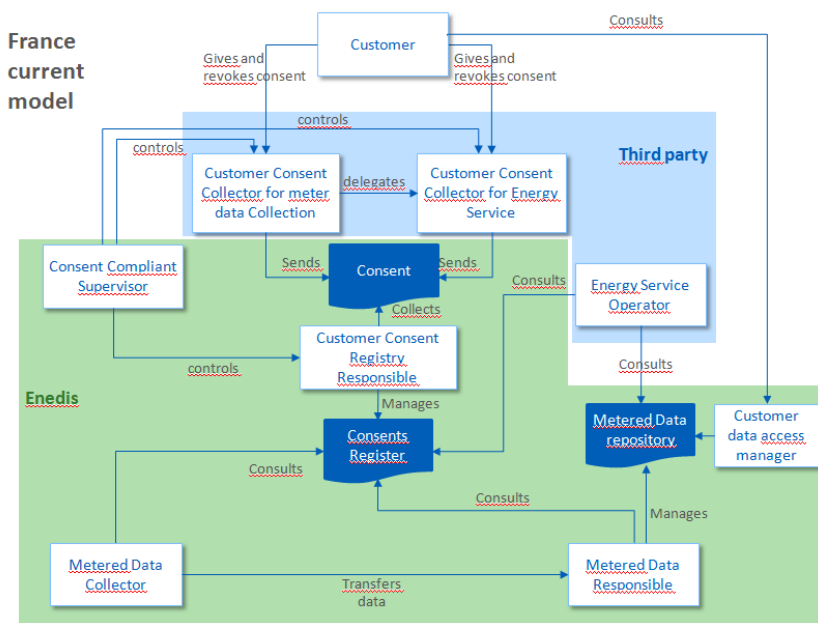 France
current
model
Customer
Consults
Gives and
revokes consent
Gives and
revokes consent
controls
controls
Third party
Customer Consent
Collector for meter
data Collection
delegates
Customer Consent
Collector for Energy
Service
Consent Compliant
Supervisor
Sends
Consent
Sends
Consults
Energy Service
Operator
Collects
Customer Consent
Registry
Responsible
controls
Consults
Enedis
Manages
Metered Data
repository
Customer
data access
manager
Consents
Register
Consults
Consults
Manages
Metered Data
Collector
Transfers
data
Metered Data
Responsible